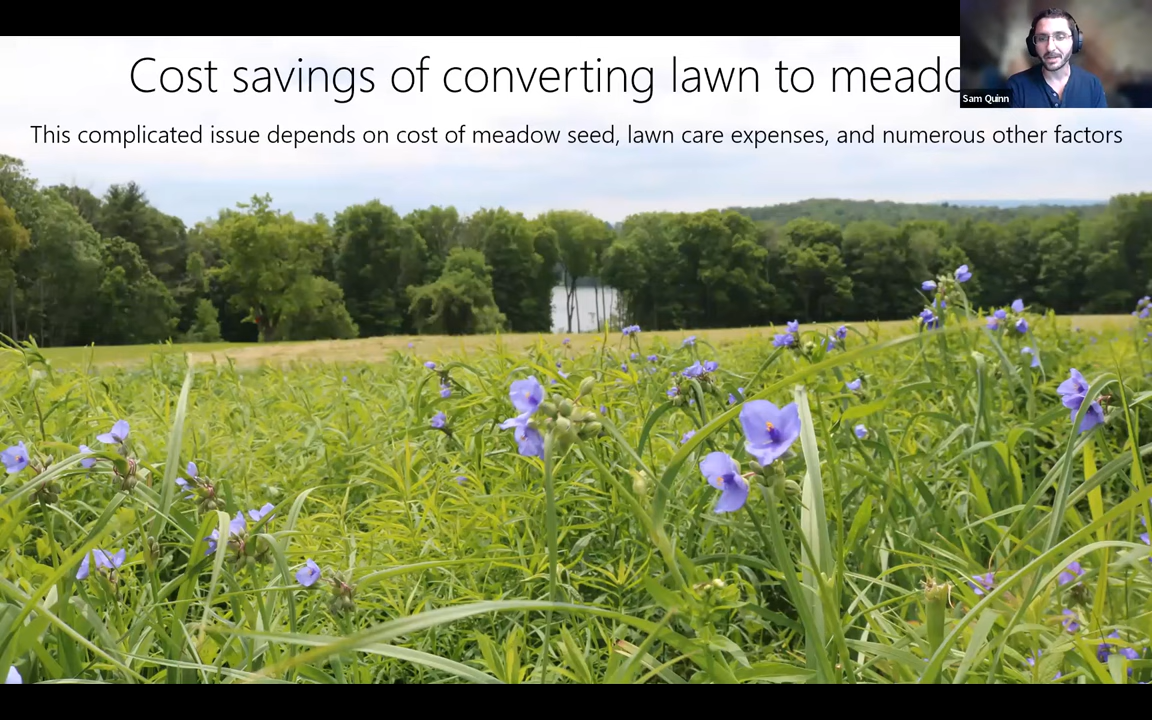 Cost savings of converting lawn to meado
Sam Quinn
This complicated issue depends on cost of meadow seed, lawn care expenses, and numerous other factors